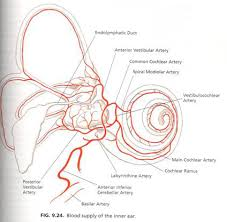 Endolymphatic Duct
Anterior Vestibular Artery
Common Cochlear Artery
Spiral Modiolar Artery
Vestibulocochlear
Artery
Main Cochlear Artery
Cochlear Ramus
Labyrinthine Artery
Posterior
Vestibular
Artery
Anterior Inferior
Cerebellar Artery
Basilar Artery
FIG. 9.24. Blood supply of the inner ear.